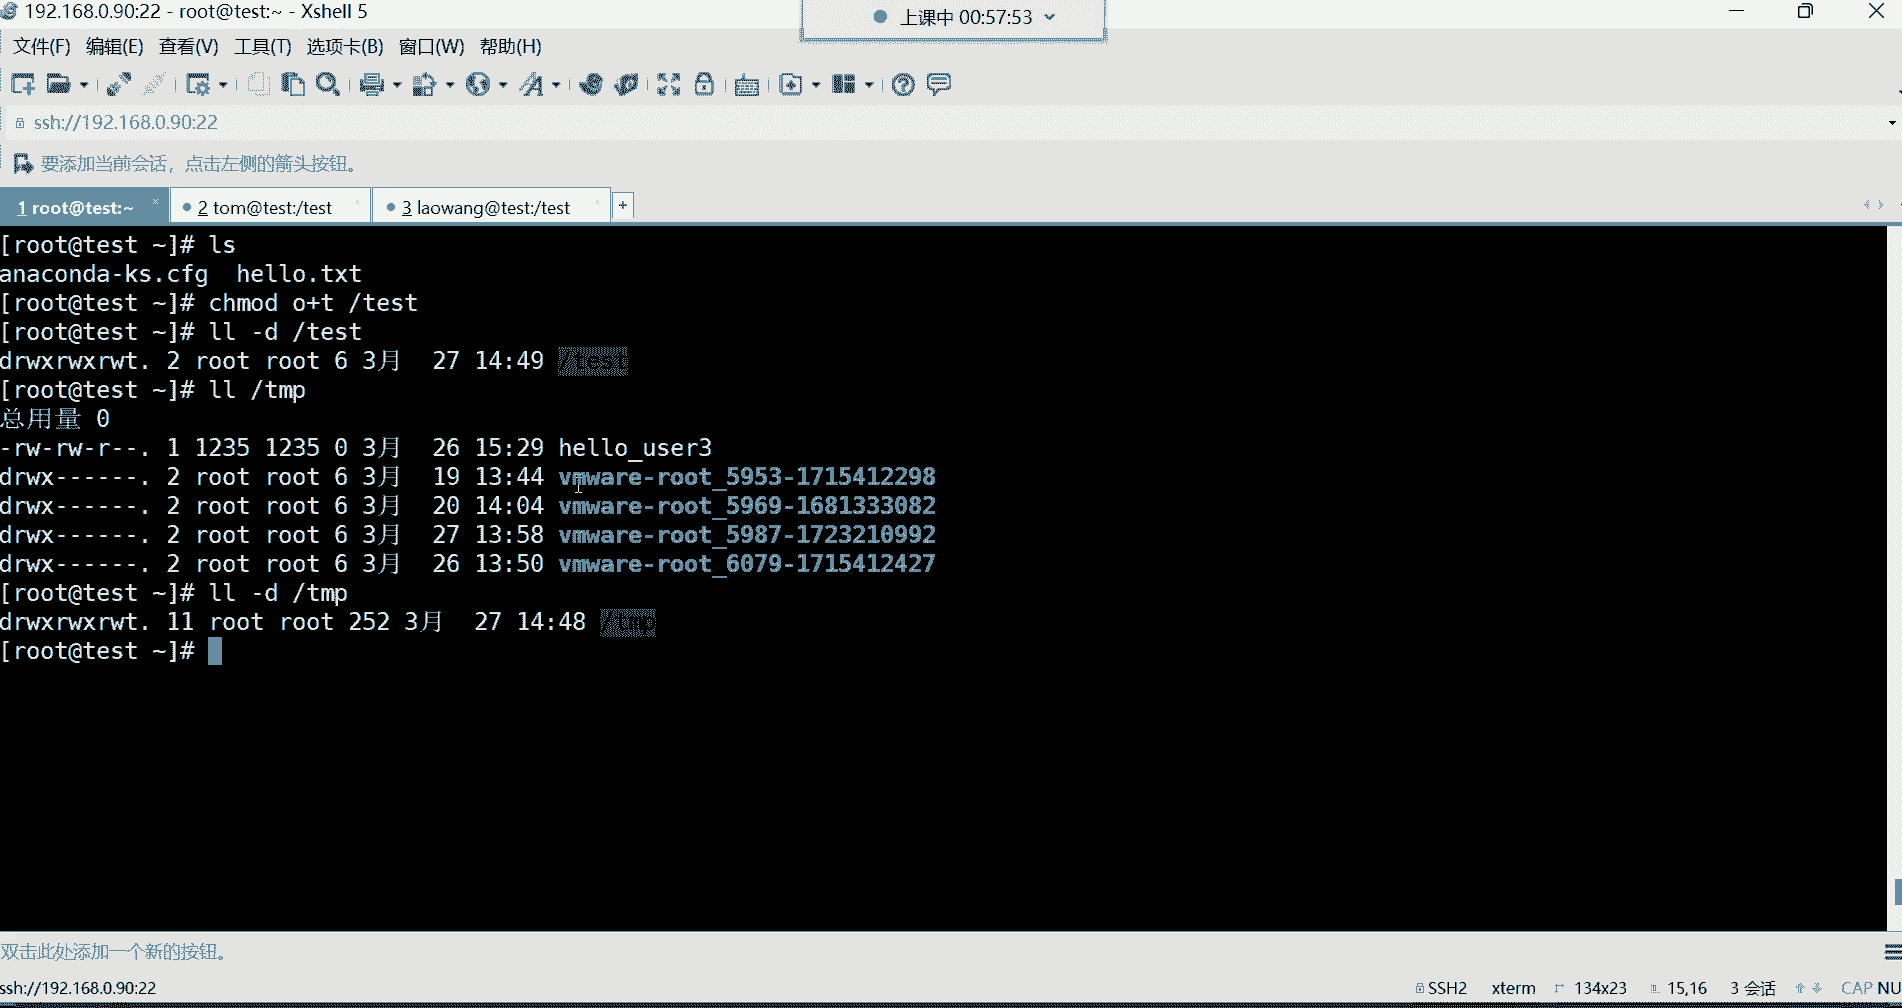 192.168.0.90:22 - root@test:~ - Xshell 5
上课中 00:57:53
文件(F) 编辑(E) 查看(V) 工具(T) 选项卡(B) 窗口(W) 帮助(H)
ssh://192.168.0.90:22
要添加当前会话，点击左侧的箭头按钮。
1 root@test:~ × 2 tom@test:/test 3 laowang@test:/test +
[root@test ~]# ls
anaconda-ks.cfg  hello.txt
[root@test ~]# chmod o+t /test
[root@test ~]# ll -d /test
drwxrwxrwt. 2 root root 6 3月  27 14:49 /test
[root@test ~]# ll /tmp
总用量 0
-rw-rw-r--. 1 1235 1235 0 3月  26 15:29 hello_user3
drwx------. 2 root root 6 3月  19 13:44 vmware-root_5953-1715412298
drwx------. 2 root root 6 3月  20 14:04 vmware-root_5969-1681333082
drwx------. 2 root root 6 3月  27 13:58 vmware-root_5987-1723210992
drwx------. 2 root root 6 3月  26 13:50 vmware-root_6079-1715412427
[root@test ~]# ll -d /tmp
drwxrwxrwt. 11 root root 252 3月  27 14:48 /tmp
[root@test ~]#
双击此处添加一个新的按钮。
ssh://192.168.0.90:22 SSH2 xterm 134x23 15,16 3 会话 CAP NU